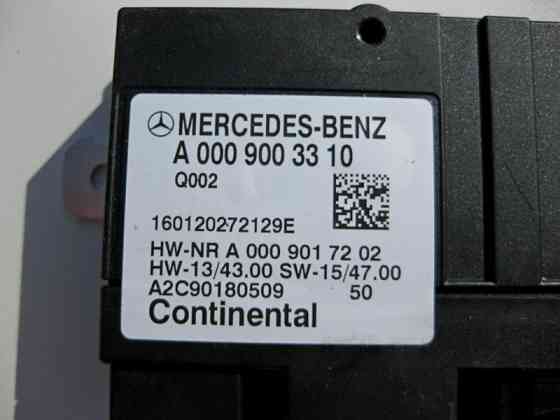 MERCEDES-BENZ
A 000 900 33 10
Q002
160120272129E
HW-NR A 000 901 72 02
HW-13/43.00 SW-15/47.00
A2C90180509 50
Continental